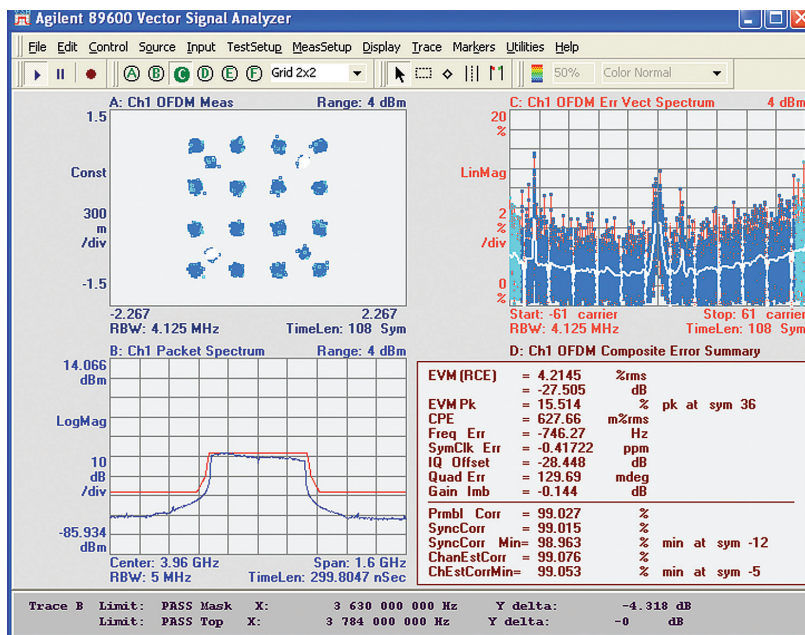 Agilent 89600 Vector Signal Analyzer
File Edit Control Source Input TestSetup MeasSetup Display Trace Markers Utilities Help
A B C D E F Grid 2x2 50% Color Normal
A: Ch1 OFDM Meas Range: 4 dBm
1.5
Const
300
m
/div
-1.5
-2.267 2.267
RBW: 4.125 MHz TimeLen: 108 Sym
C: Ch1 OFDM Err Vect Spectrum 4 dBm
20
%
LinMag
2
%
/div
0
%
Start: -61 carrier Stop: 61 carrier
RBW: 4.125 MHz TimeLen: 108 Sym
B: Ch1 Packet Spectrum Range: 4 dBm
14.066
dBm
LogMag
10
dB
/div
-85.934
dBm
Center: 3.96 GHz Span: 1.6 GHz
RBW: 5 MHz TimeLen: 299.8047 nSec
D: Ch1 OFDM Composite Error Summary
EVM (RCE) = 4.2145 %rms
= -27.505 dB
EVM Pk = 15.514 % pk at sym 36
CPE = 627.66 m%rms
Freq Err = -746.27 Hz
SymClk Err = -0.41722 ppm
IQ Offset = -28.448 dB
Quad Err = 129.69 mdeg
Gain Imb = -0.144 dB
Prmbl Corr = 99.027 %
SyncCorr = 99.015 %
SyncCorr Min= 98.963 % min at sym -12
ChanEstCorr = 99.076 %
ChEstCorrMin= 99.053 % min at sym -5
Trace B Limit: PASS Mask X: 3 630 000 000 Hz Y delta: -4.318 dB
Limit: PASS Top X: 3 784 000 000 Hz Y delta: -0 dB